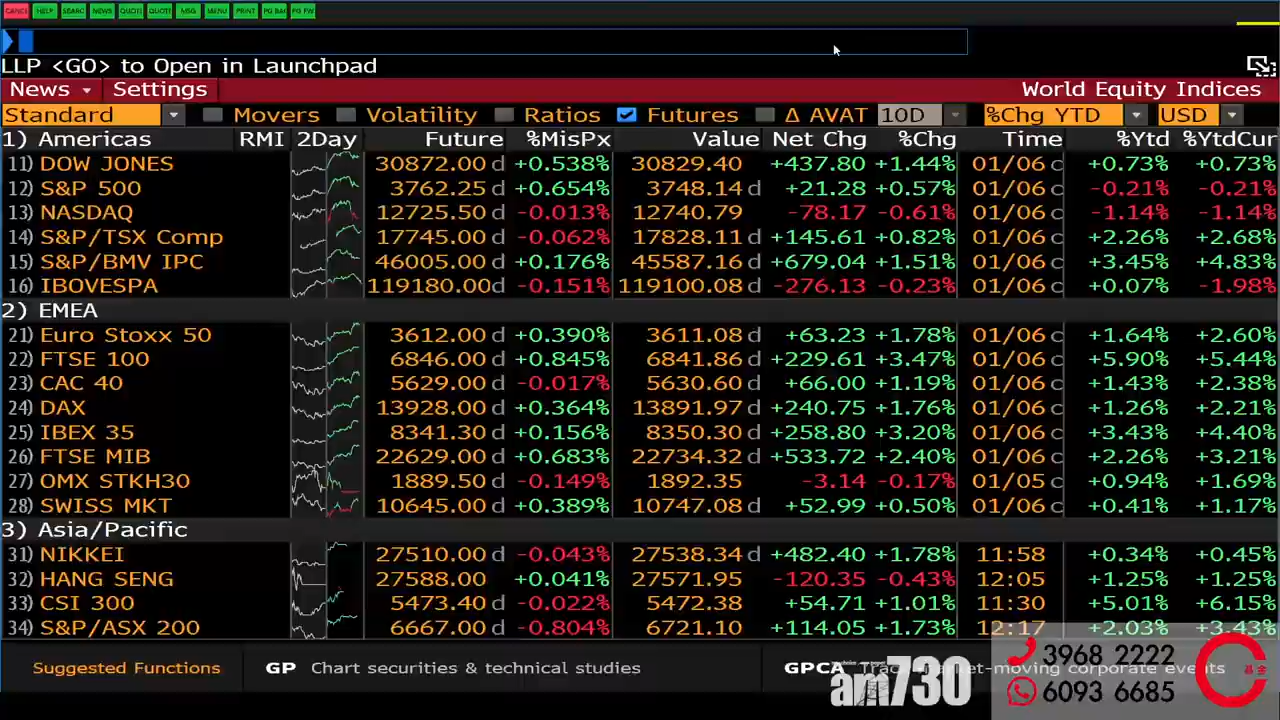 CANCL HELP SEARC NEWS QUOTE QUOTE MSG MENU PRINT PG BAC PG FW
LLP <GO> to Open in Launchpad
News Settings World Equity Indices
Standard Movers Volatility Ratios Futures Δ AVAT 10D %Chg YTD USD
1) Americas RMI 2Day Future %MisPx Value Net Chg %Chg Time %Ytd %YtdCur
11) DOW JONES 30872.00 d +0.538% 30829.40 +437.80 +1.44% 01/06 c +0.73% +0.73%
12) S&P 500 3762.25 d +0.654% 3748.14 d +21.28 +0.57% 01/06 c -0.21% -0.21%
13) NASDAQ 12725.50 d -0.013% 12740.79 -78.17 -0.61% 01/06 c -1.14% -1.14%
14) S&P/TSX Comp 17745.00 d -0.062% 17828.11 d +145.61 +0.82% 01/06 c +2.26% +2.68%
15) S&P/BMV IPC 46005.00 d +0.176% 45587.16 d +679.04 +1.51% 01/06 c +3.45% +4.83%
16) IBOVESPA 119180.00 d -0.151% 119100.08 d -276.13 -0.23% 01/06 c +0.07% -1.98%
2) EMEA
21) Euro Stoxx 50 3612.00 d +0.390% 3611.08 d +63.23 +1.78% 01/06 c +1.64% +2.60%
22) FTSE 100 6846.00 d +0.845% 6841.86 d +229.61 +3.47% 01/06 c +5.90% +5.44%
23) CAC 40 5629.00 d -0.017% 5630.60 d +66.00 +1.19% 01/06 c +1.43% +2.38%
24) DAX 13928.00 d +0.364% 13891.97 d +240.75 +1.76% 01/06 c +1.26% +2.21%
25) IBEX 35 8341.30 d +0.156% 8350.30 d +258.80 +3.20% 01/06 c +3.43% +4.40%
26) FTSE MIB 22629.00 d +0.683% 22734.32 d +533.72 +2.40% 01/06 c +2.26% +3.21%
27) OMX STKH30 1889.50 d -0.149% 1892.35 -3.14 -0.17% 01/05 c +0.94% +1.69%
28) SWISS MKT 10645.00 d +0.389% 10747.08 d +52.99 +0.50% 01/06 c +0.41% +1.17%
3) Asia/Pacific
31) NIKKEI 27510.00 d -0.043% 27538.34 d +482.40 +1.78% 11:58 +0.34% +0.45%
32) HANG SENG 27588.00 +0.041% 27571.95 -120.35 -0.43% 12:05 +1.25% +1.25%
33) CSI 300 5473.40 d -0.022% 5472.38 +54.71 +1.01% 11:30 +5.01% +6.15%
34) S&P/ASX 200 6667.00 d -0.804% 6721.10 +114.05 +1.73% 12:17 +2.03% +3.43%
Suggested Functions GP Chart securities & technical studies GPCA Track market-moving corporate events
am730
3968 2222
6093 6685